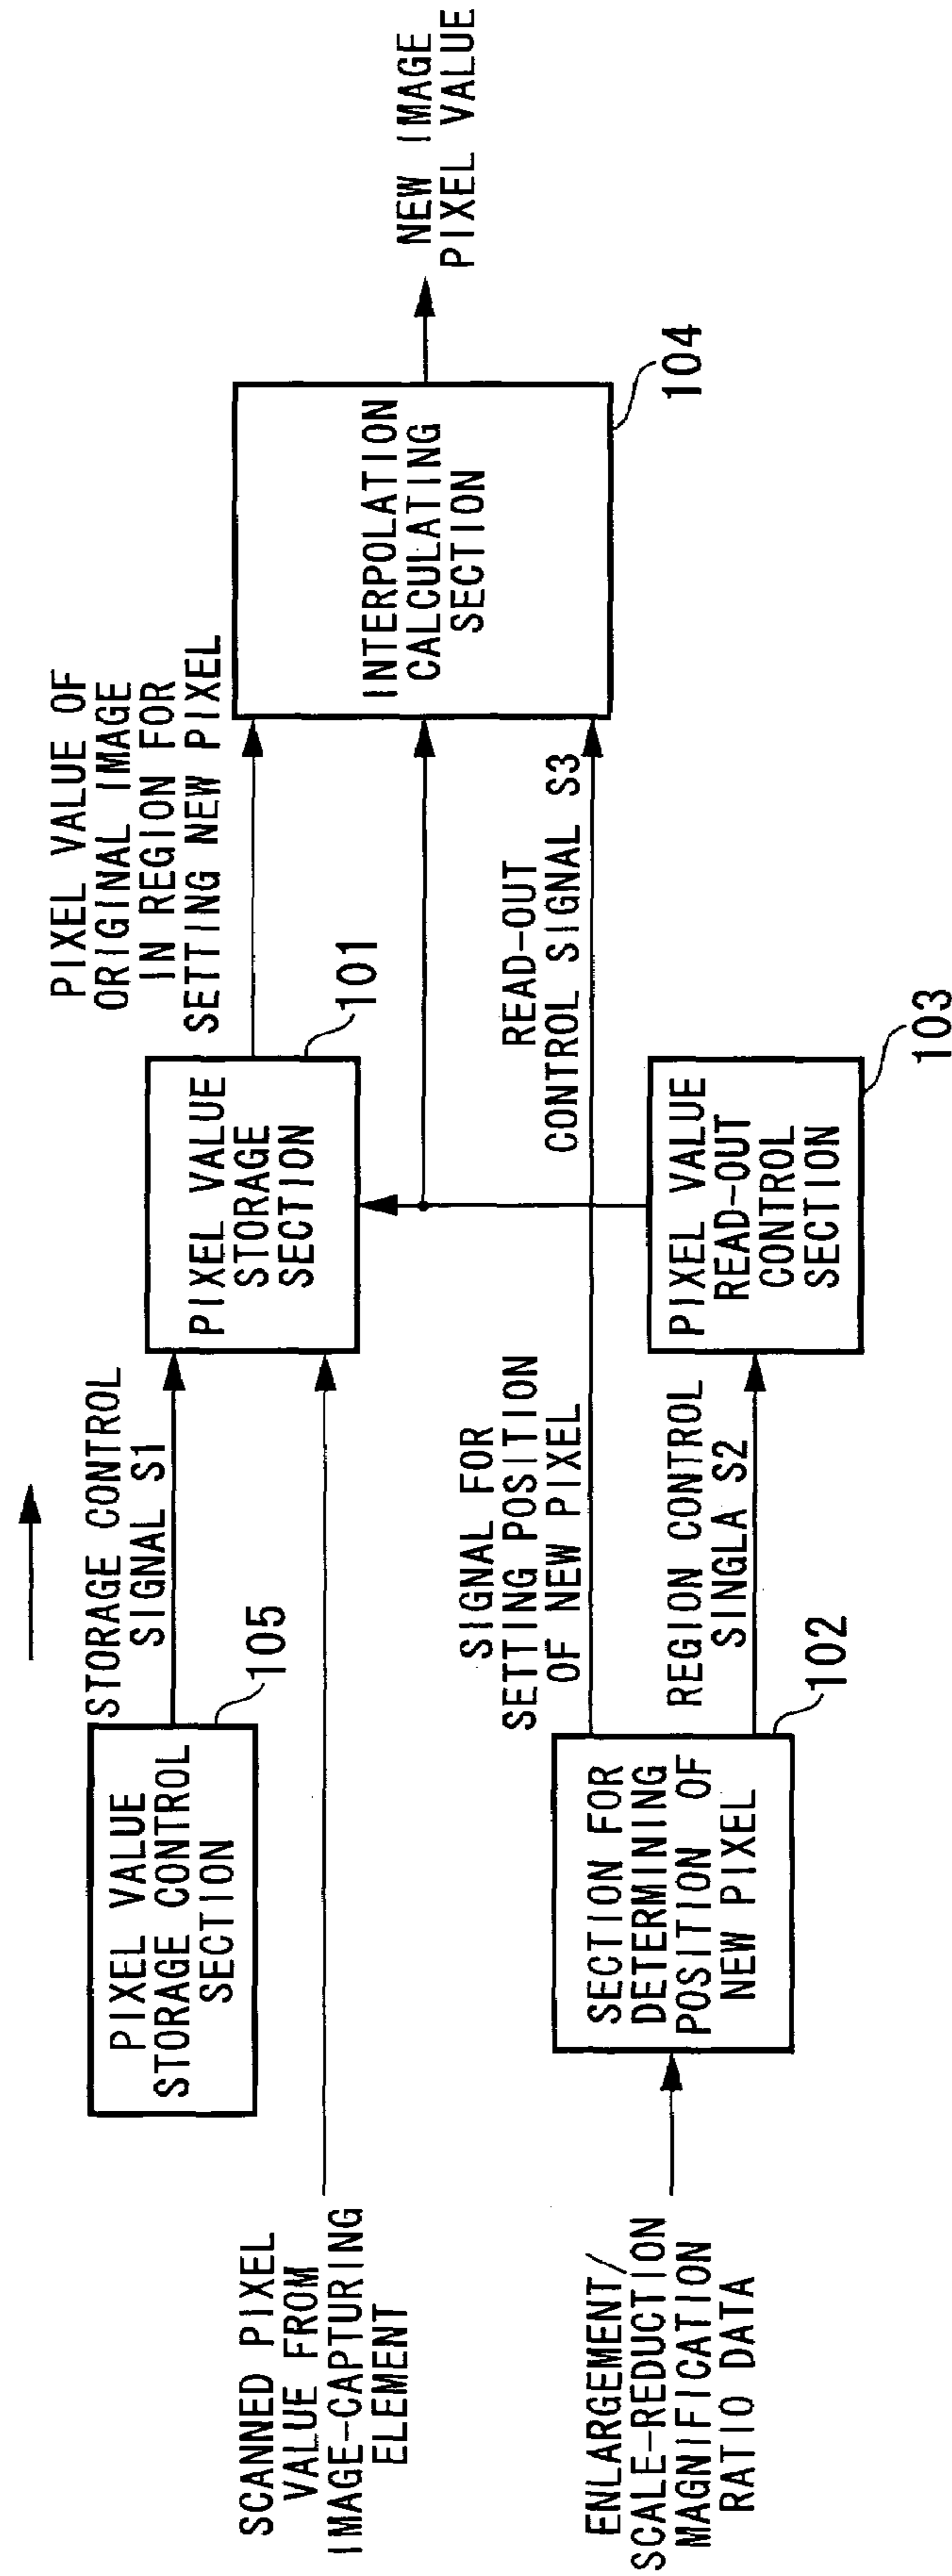 PIXEL VALUE
STORAGE CONTROL
SECTION
105
STORAGE CONTROL
SIGNAL S1
SCANNED PIXEL
VALUE FROM
IMAGE-CAPTURING
ELEMENT
PIXEL VALUE
STORAGE
SECTION
101
PIXEL VALUE OF
ORIGINAL IMAGE
IN REGION FOR
SETTING NEW PIXEL
INTERPOLATION
CALCULATING
SECTION
104
NEW IMAGE
PIXEL VALUE
ENLARGEMENT/
SCALE-REDUCTION
MAGNIFICATION
RATIO DATA
SECTION FOR
DETERMINING
POSITION OF
NEW PIXEL
102
SIGNAL FOR
SETTING POSITION
OF NEW PIXEL
REGION CONTROL
SINGLA S2
PIXEL VALUE
READ-OUT
CONTROL
SECTION
103
READ-OUT
CONTROL SIGNAL S3